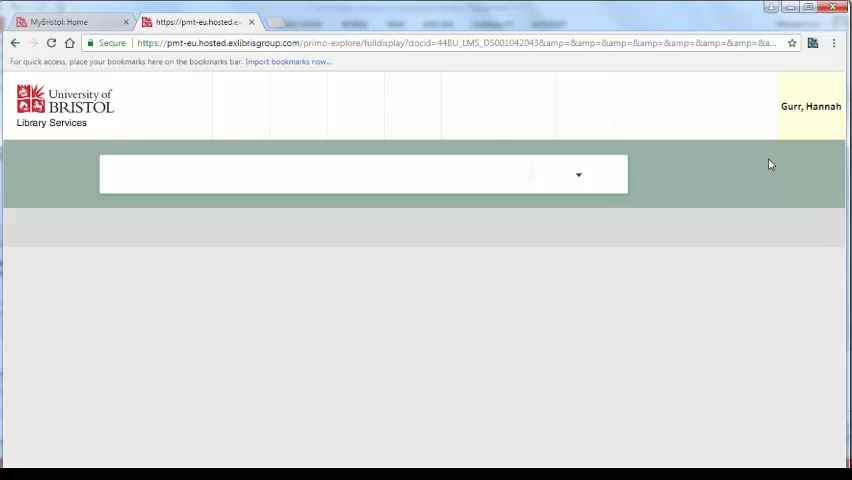 MyBristol Home
https://pmt-eu.hosted.ex
Secure
https://pmt-eu.hosted.exlibrisgroup.com/primo-explore/fulldisplay?docid=44BU_LMS_DS001042043&amp=&amp=&amp=&amp=&amp=&amp=&a...
For quick access, place your bookmarks here on the bookmarks bar. Import bookmarks now...
University of
BRISTOL
Library Services
Gurr, Hannah